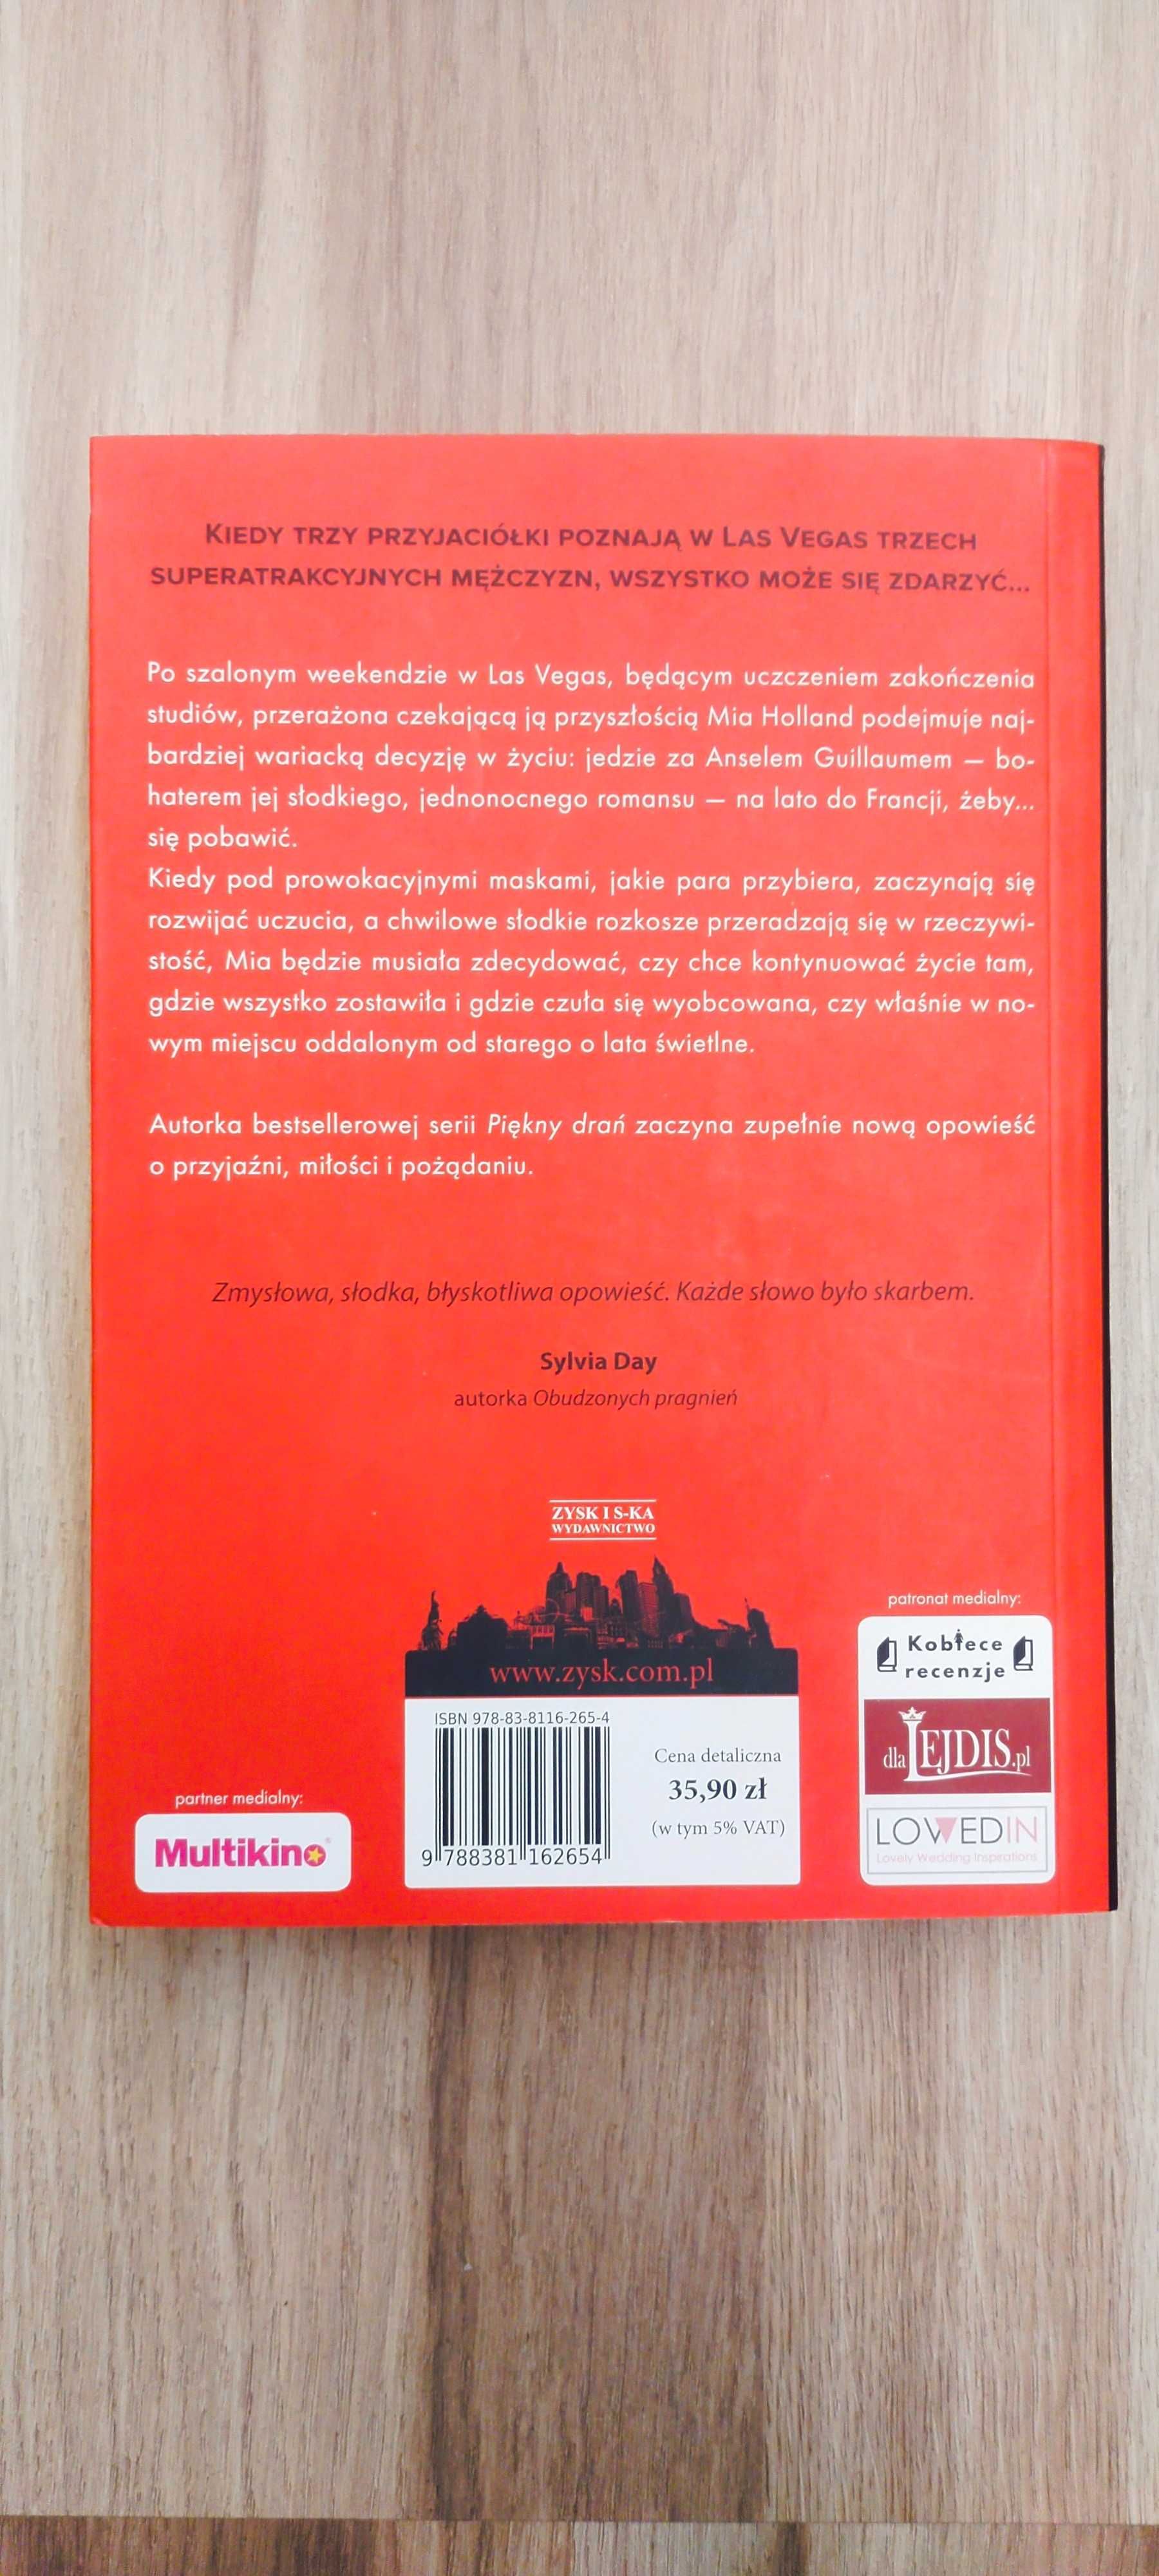 KIEDY TRZY PRZYJACIÓŁKI POZNAJĄ W LAS VEGAS TRZECH
SUPERATRAKCYJNYCH MĘŻCZYZN, WSZYSTKO MOŻE SIĘ ZDARZYĆ...
Po szalonym weekendzie w Las Vegas, będącym uczczeniem zakończenia
studiów, przerażona czekającą ją przyszłością Mia Holland podejmuje naj-
bardziej wariacką decyzję w życiu: jedzie za Anselem Guillaumem — bo-
haterem jej słodkiego, jednonocnego romansu — na lato do Francji, żeby...
się pobawić.
Kiedy pod prowokacyjnymi maskami, jakie para przybiera, zaczynają się
rozwijać uczucia, a chwilowe słodkie rozkosze przeradzają się w rzeczywi-
stość, Mia będzie musiała zdecydować, czy chce kontynuować życie tam,
gdzie wszystko zostawiła i gdzie czuła się wyobcowana, czy właśnie w no-
wym miejscu oddalonym od starego o lata świetlne.
Autorka bestsellerowej serii Piękny drań zaczyna zupełnie nową opowieść
o przyjaźni, miłości i pożądaniu.
Zmysłowa, słodka, błyskotliwa opowieść. Każde słowo było skarbem.
Sylvia Day
autorka Obudzonych pragnień
ZYSK I S-KA
WYDAWNICTWO
www.zysk.com.pl
ISBN 978-83-8116-265-4
9 788381 162654
Cena detaliczna
35,90 zł
(w tym 5% VAT)
partner medialny:
Multikino
patronat medialny:
Kobiece
recenzje
dla LEJDIS.pl
LOWEDIN
Lovely Wedding Inspirations